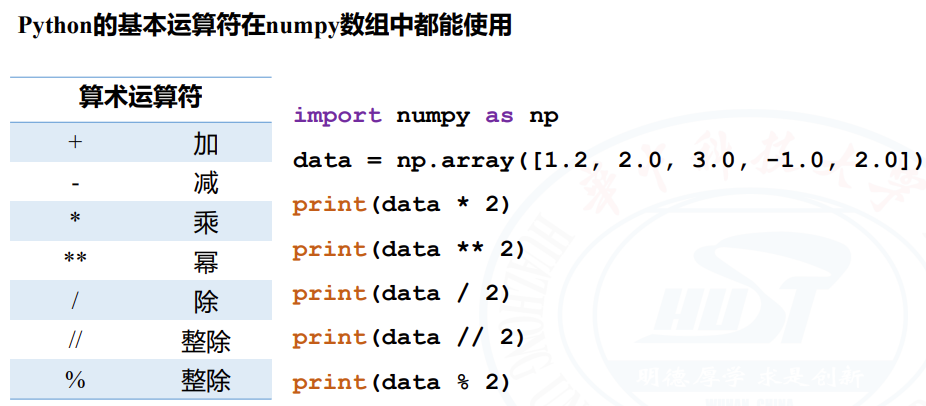 Python的基本运算符在numpy数组中都能使用
算术运算符
+ 加
- 减
* 乘
** 幂
/ 除
// 整除
% 整除
import numpy as np
data = np.array([1.2, 2.0, 3.0, -1.0, 2.0])
print(data * 2)
print(data ** 2)
print(data / 2)
print(data // 2)
print(data % 2)
HUST
明德厚学 求是创新